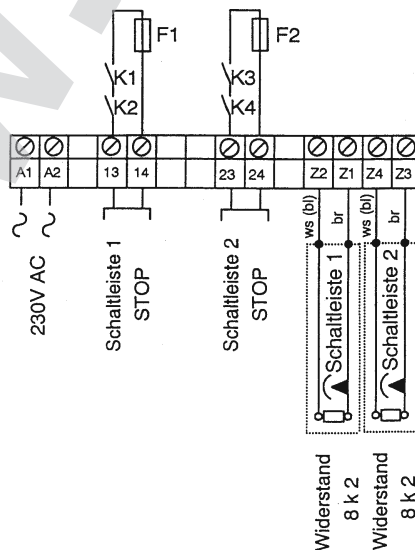 F1
F2
K1
K2
K3
K4
A1 A2 13 14 23 24 Z2 Z1 Z4 Z3
230V AC
Schaltleiste 1
STOP
Schaltleiste 2
STOP
ws (bl)
br
ws (bl)
br
Schaltleiste 1
Schaltleiste 2
Widerstand
8 k 2
Widerstand
8 k 2